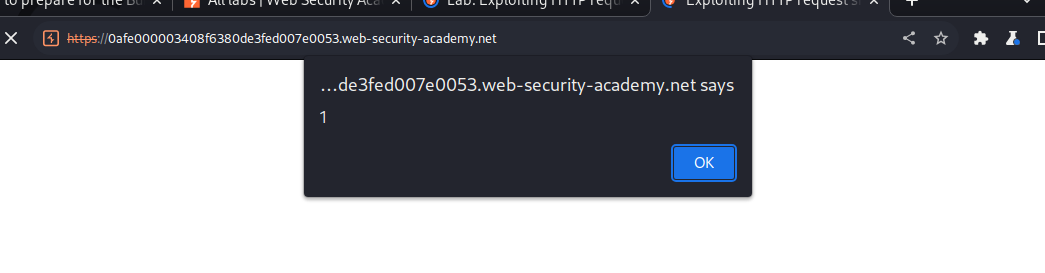 to prepare for the Bu
All labs | Web Security Aca
Lab: Exploiting HTTP requ
Exploiting HTTP request s
https://0afe000003408f6380de3fed007e0053.web-security-academy.net
...de3fed007e0053.web-security-academy.net says
1
OK